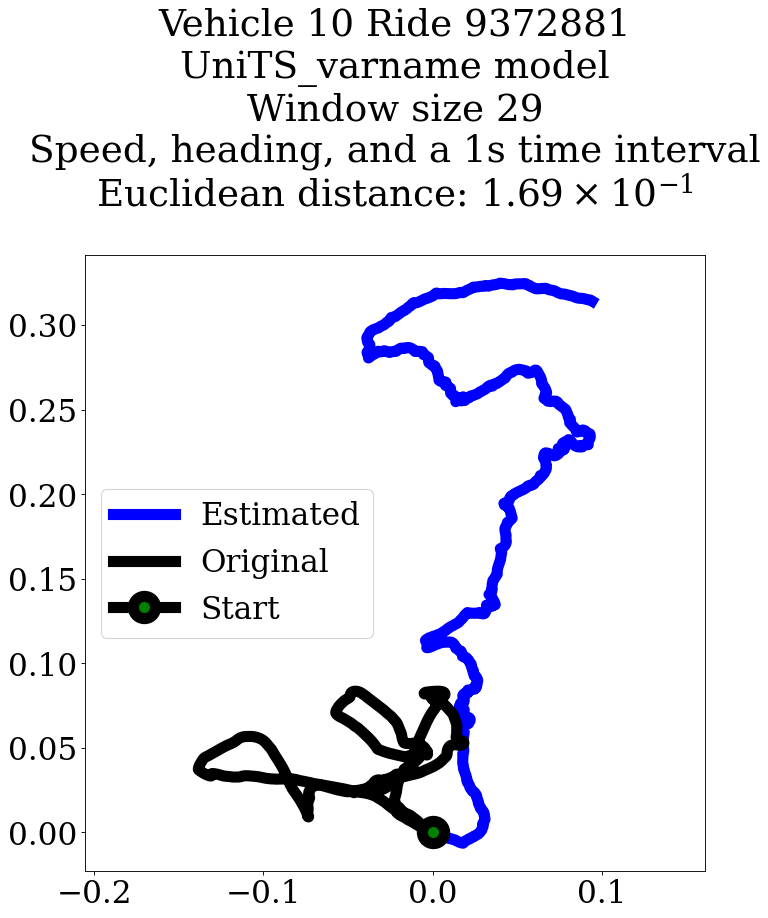 Vehicle 10 Ride 9372881
UniTS_varname model
Window size 29
Speed, heading, and a 1s time interval
Euclidean distance: 1.69 × 10⁻¹
0.30
0.25
0.20
0.15
0.10
0.05
0.00
Estimated
Original
Start
−0.2 −0.1 0.0 0.1